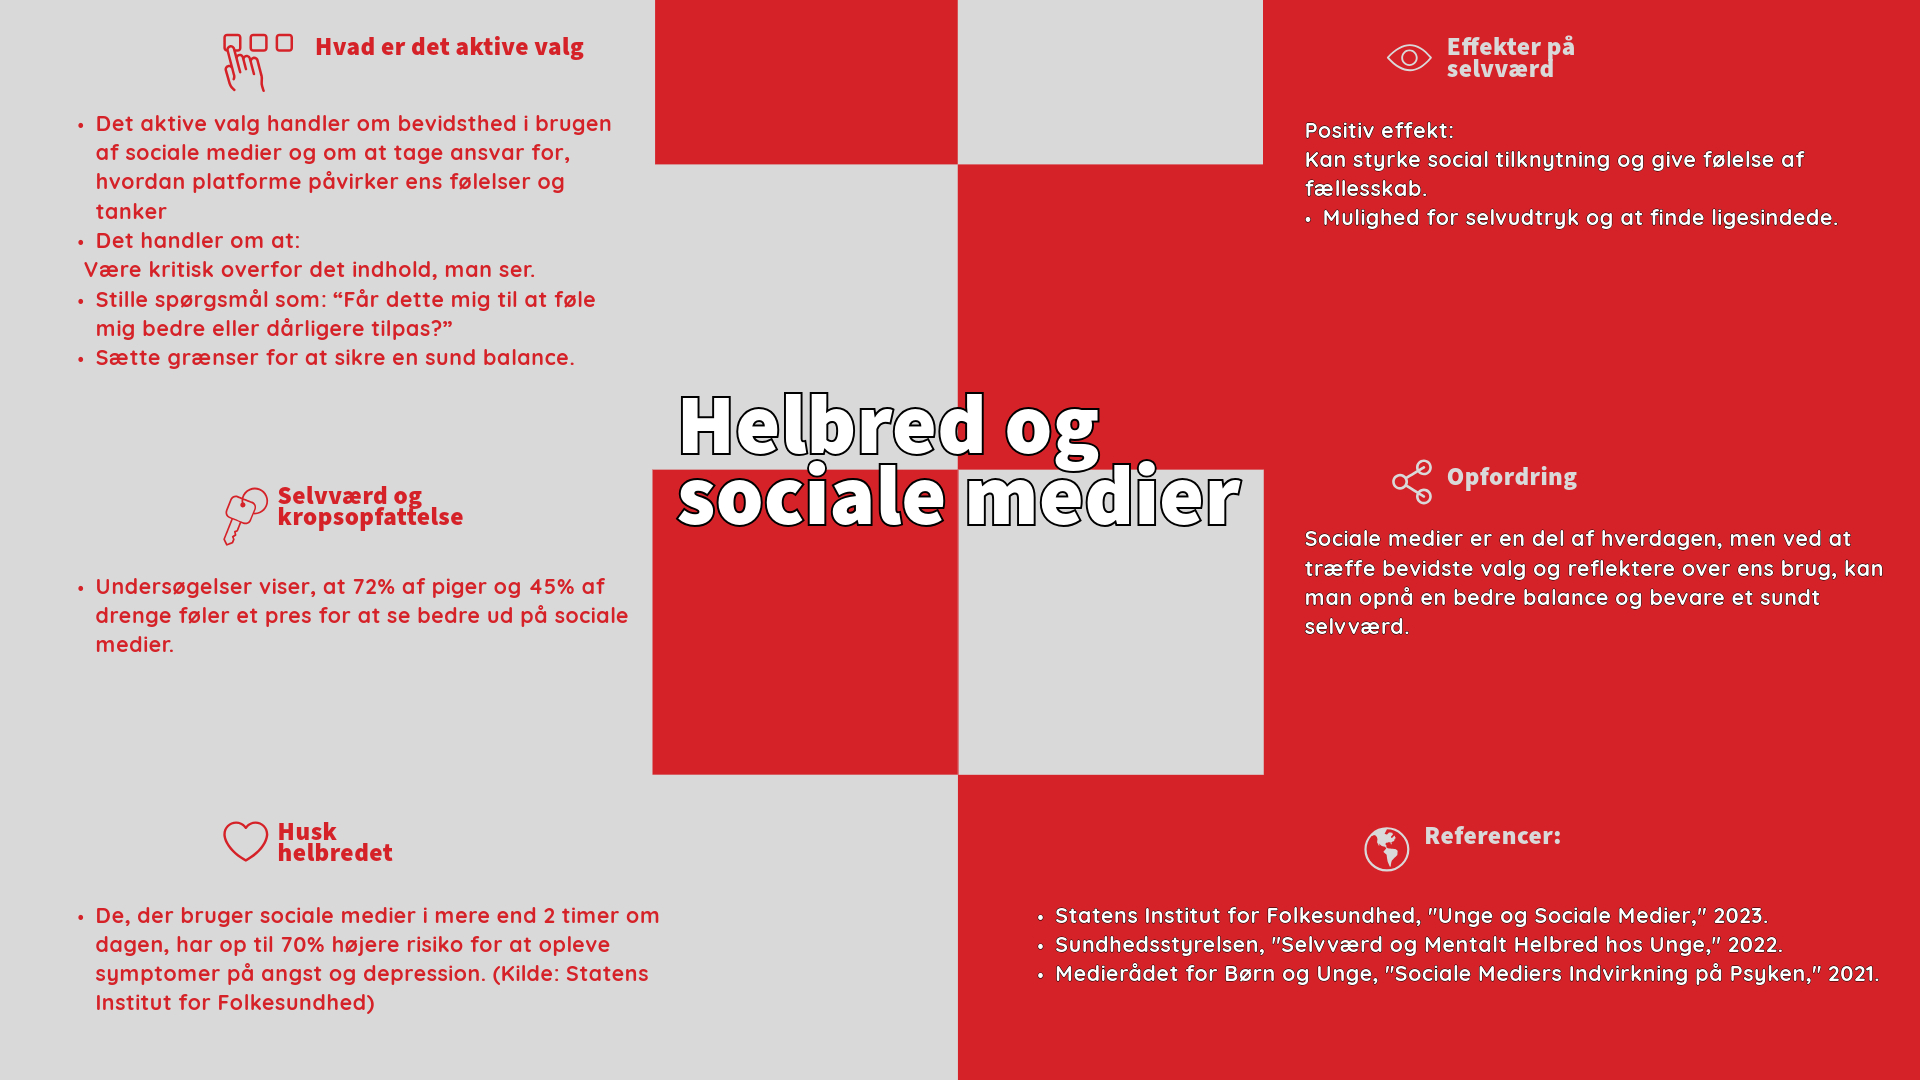 Hvad er det aktive valg
• Det aktive valg handler om bevidsthed i brugen
af sociale medier og om at tage ansvar for,
hvordan platforme påvirker ens følelser og
tanker
• Det handler om at:
Være kritisk overfor det indhold, man ser.
• Stille spørgsmål som: “Får dette mig til at føle
mig bedre eller dårligere tilpas?”
• Sætte grænser for at sikre en sund balance.
Selvværd og
kropsopfattelse
• Undersøgelser viser, at 72% af piger og 45% af
drenge føler et pres for at se bedre ud på sociale
medier.
Husk
helbredet
• De, der bruger sociale medier i mere end 2 timer om
dagen, har op til 70% højere risiko for at opleve
symptomer på angst og depression. (Kilde: Statens
Institut for Folkesundhed)
Helbred og
sociale medier
Effekter på
selvværd
Positiv effekt:
Kan styrke social tilknytning og give følelse af
fællesskab.
• Mulighed for selvudtryk og at finde ligesindede.
Opfordring
Sociale medier er en del af hverdagen, men ved at
træffe bevidste valg og reflektere over ens brug, kan
man opnå en bedre balance og bevare et sundt
selvværd.
Referencer:
• Statens Institut for Folkesundhed, "Unge og Sociale Medier," 2023.
• Sundhedsstyrelsen, "Selvværd og Mentalt Helbred hos Unge," 2022.
• Medierådet for Børn og Unge, "Sociale Mediers Indvirkning på Psyken," 2021.